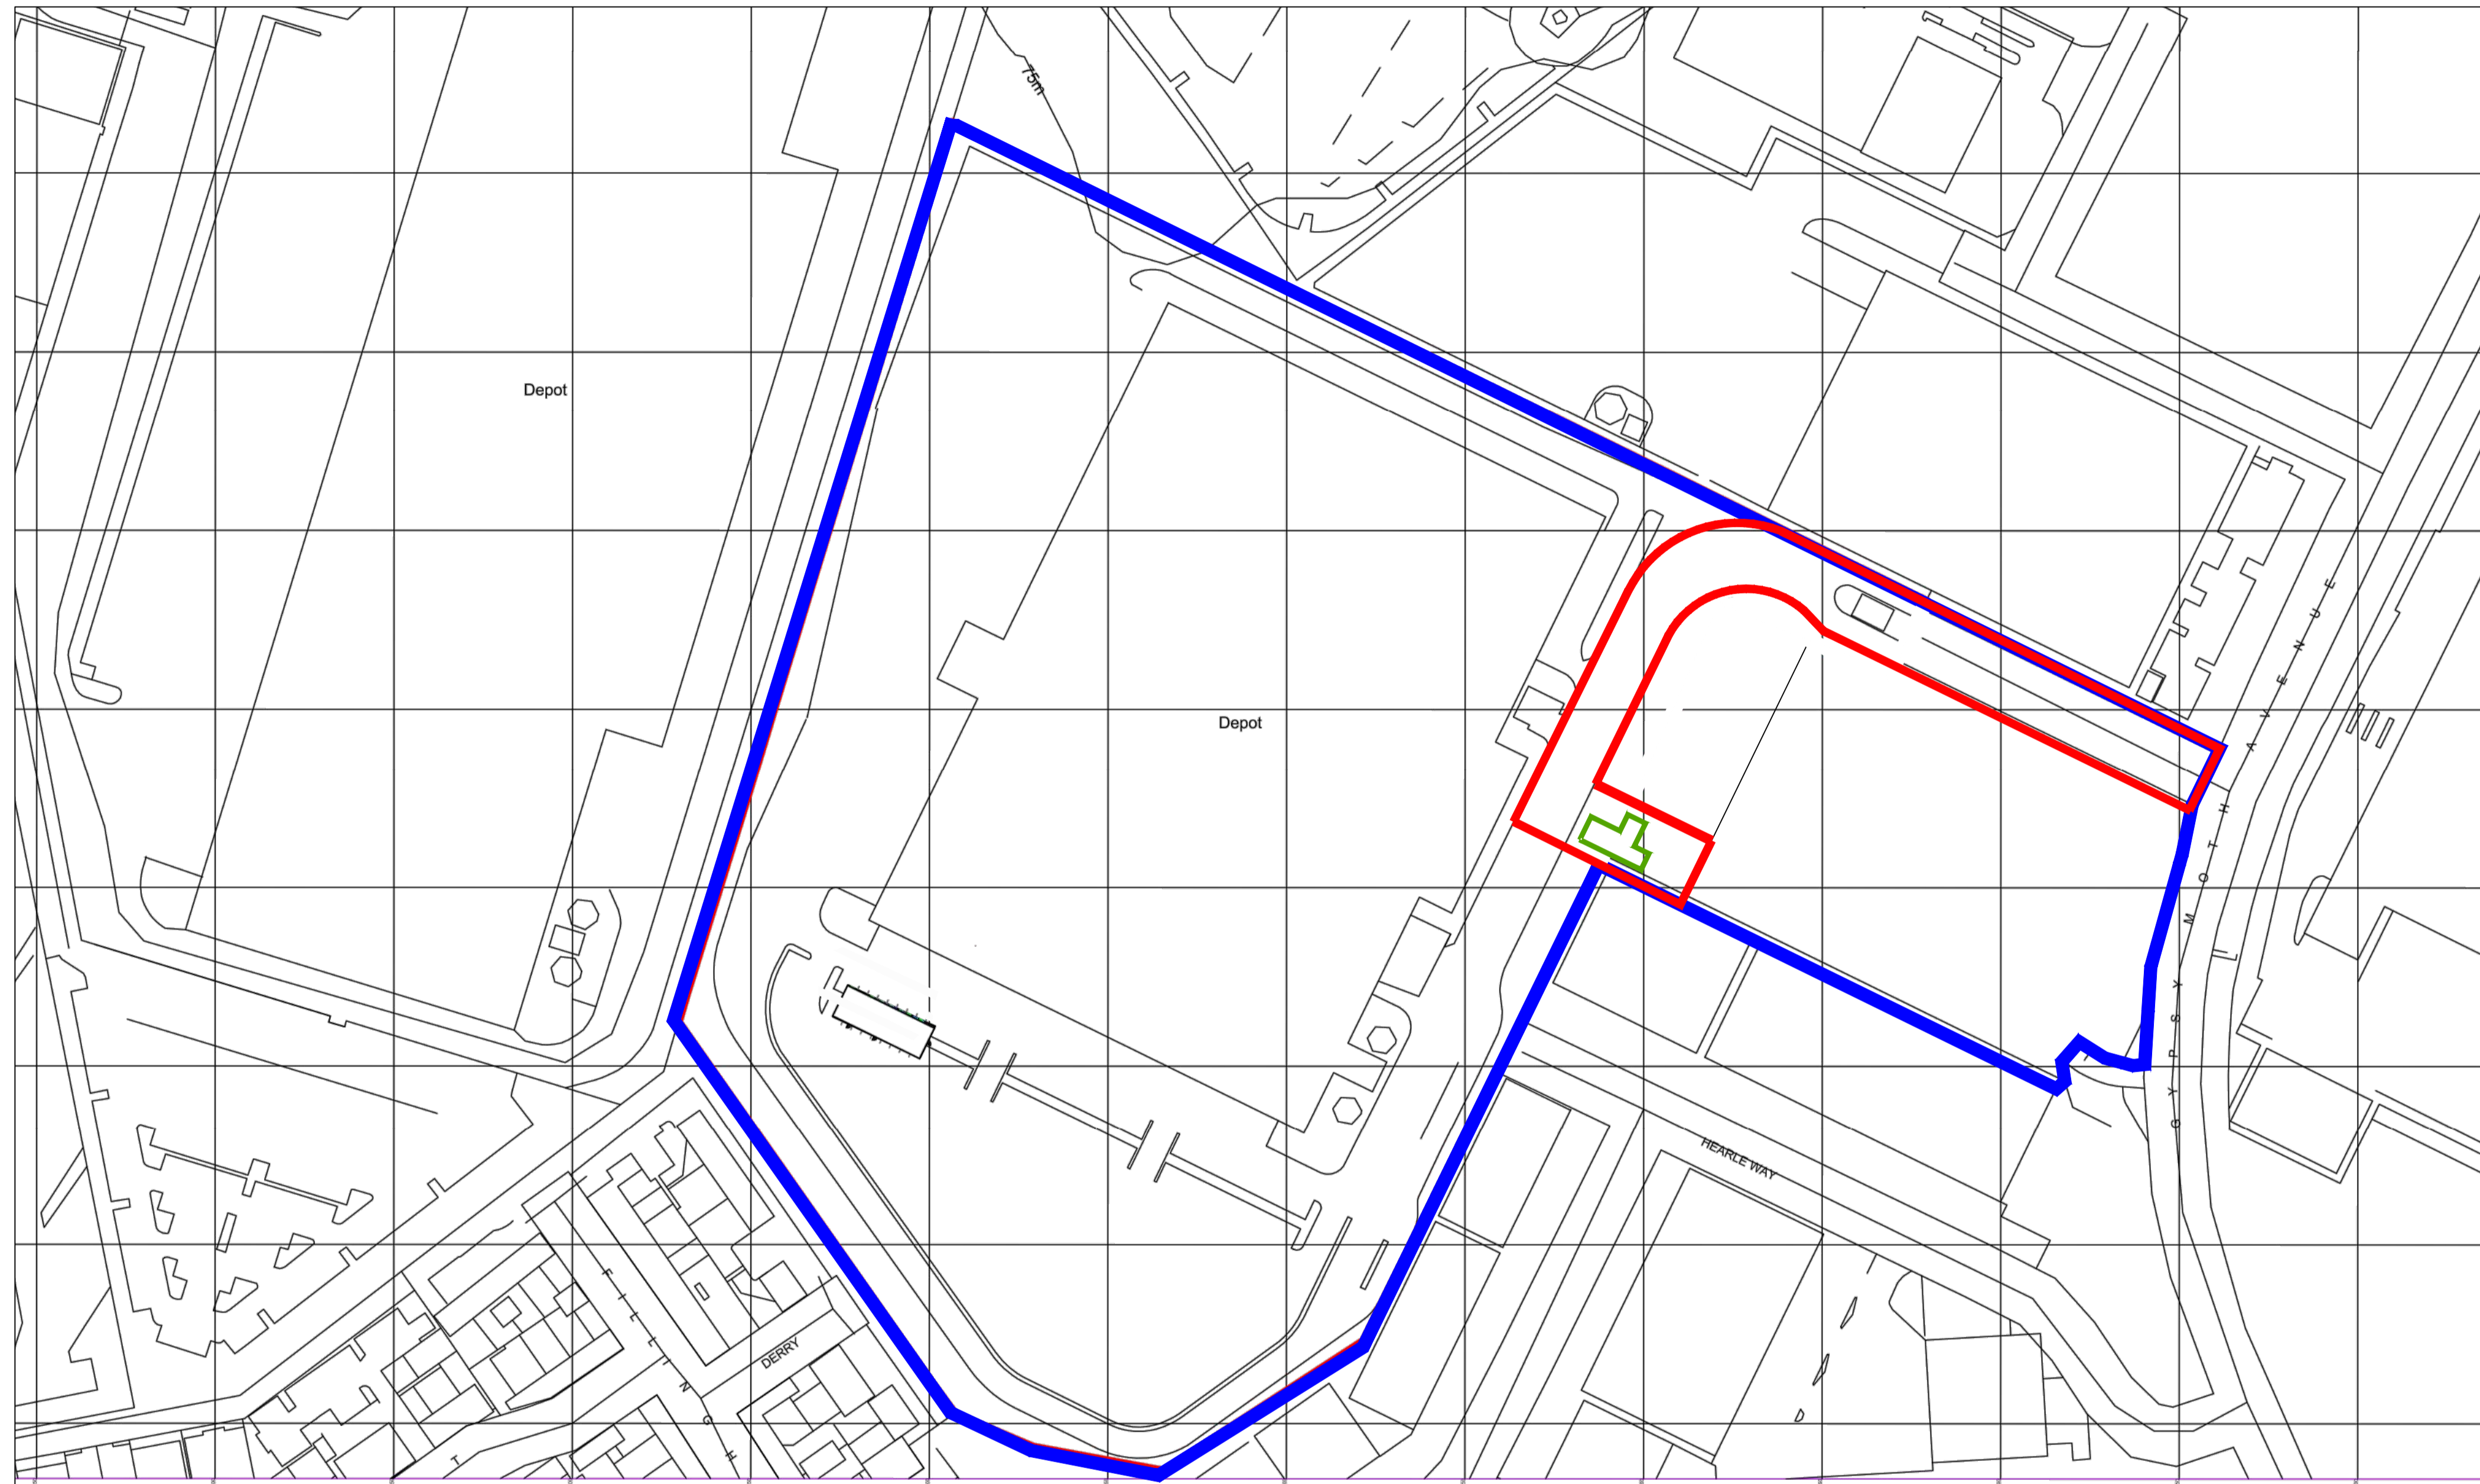 75m
Depot
Depot
GYPSY MOTH AVENUE
HEARLE WAY
DERRY